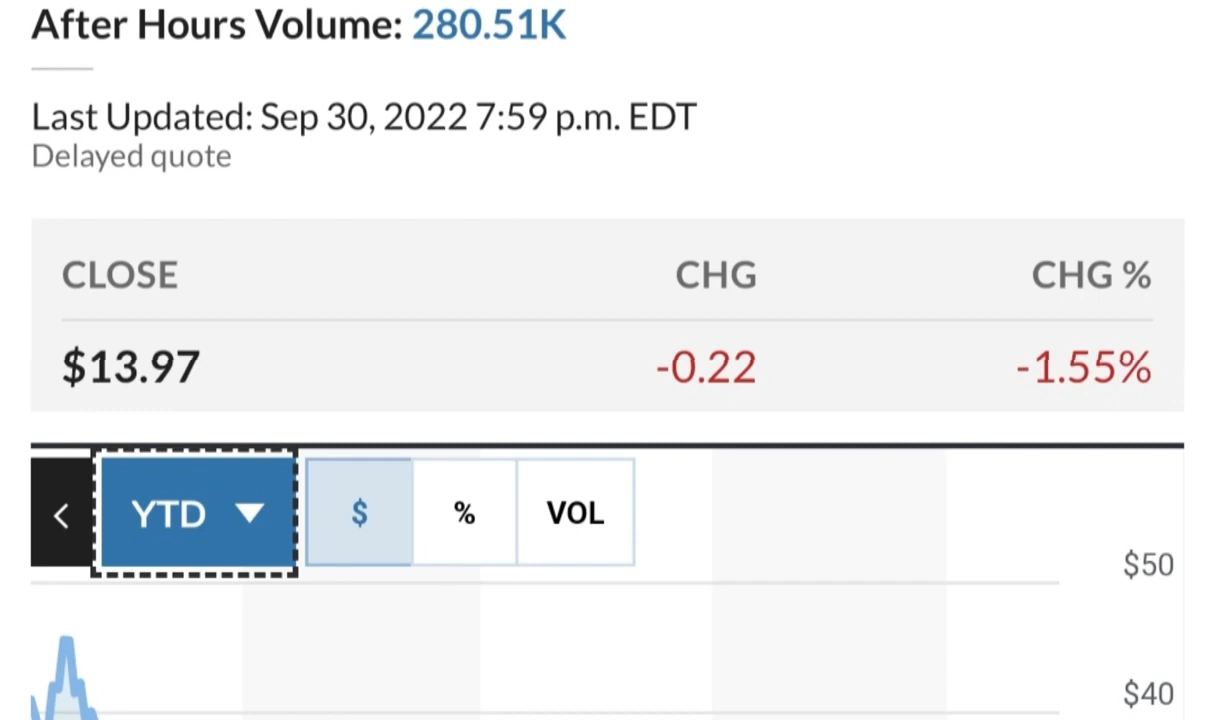 After Hours Volume: 280.51K
Last Updated: Sep 30, 2022 7:59 p.m. EDT
Delayed quote
CLOSE CHG CHG %
$13.97 -0.22 -1.55%
< YTD ▼ $ % VOL
$50
$40